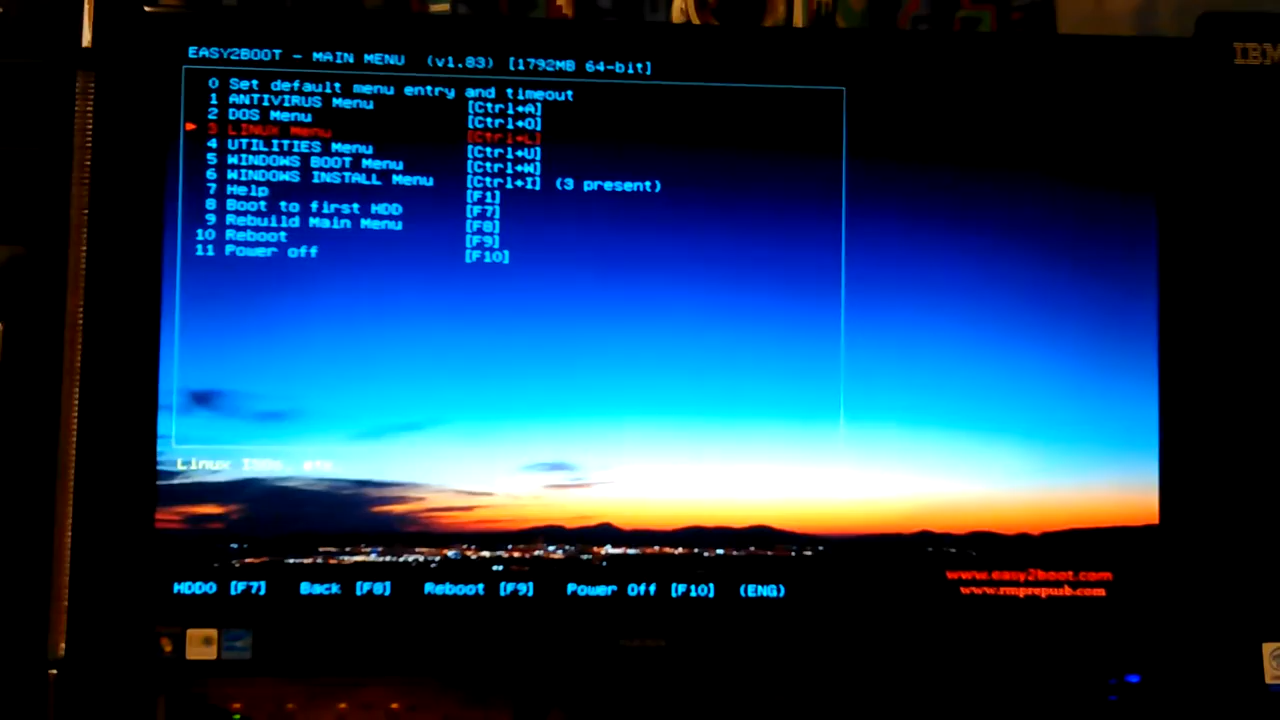 EASY2BOOT - MAIN MENU (v1.83) [1792MB 64-bit]
IBM
0 Set default menu entry and timeout
1 ANTIVIRUS Menu [Ctrl+A]
2 DOS Menu [Ctrl+O]
3 LINUX Menu [Ctrl+L]
4 UTILITIES Menu [Ctrl+U]
5 WINDOWS BOOT Menu [Ctrl+W]
6 WINDOWS INSTALL Menu [Ctrl+I] (3 present)
7 Help [F1]
8 Boot to first HDD [F7]
9 Rebuild Main Menu [F8]
10 Reboot [F9]
11 Power off [F10]
Linux ISOs, etc.
HDD0 [F7] Back [F8] Reboot [F9] Power Off [F10] (ENG)
www.easy2boot.com
www.rmprepusb.com